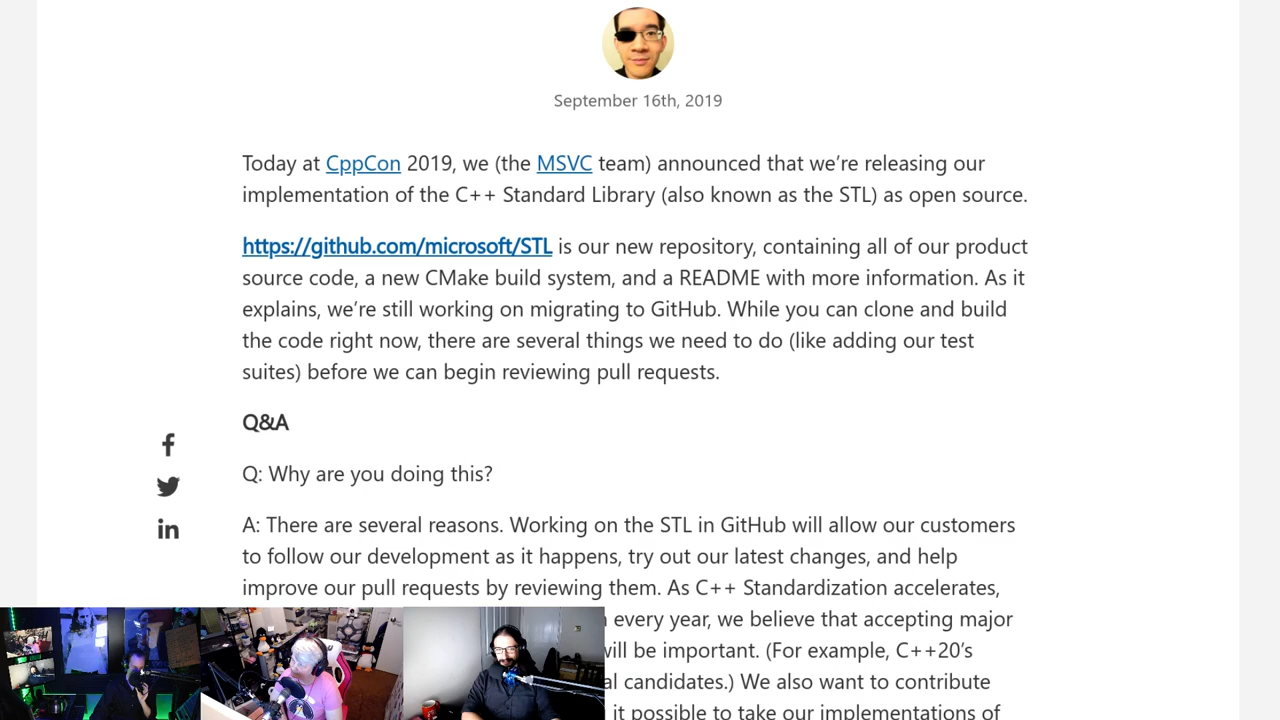 September 16th, 2019
Today at CppCon 2019, we (the MSVC team) announced that we’re releasing our
implementation of the C++ Standard Library (also known as the STL) as open source.
https://github.com/microsoft/STL is our new repository, containing all of our product
source code, a new CMake build system, and a README with more information. As it
explains, we’re still working on migrating to GitHub. While you can clone and build
the code right now, there are several things we need to do (like adding our test
suites) before we can begin reviewing pull requests.
Q&A
Q: Why are you doing this?
A: There are several reasons. Working on the STL in GitHub will allow our customers
to follow our development as it happens, try out our latest changes, and help
improve our pull requests by reviewing them. As C++ Standardization accelerates,
every year, we believe that accepting major
will be important. (For example, C++20’s
candidates.) We also want to contribute
it possible to take our implementations of